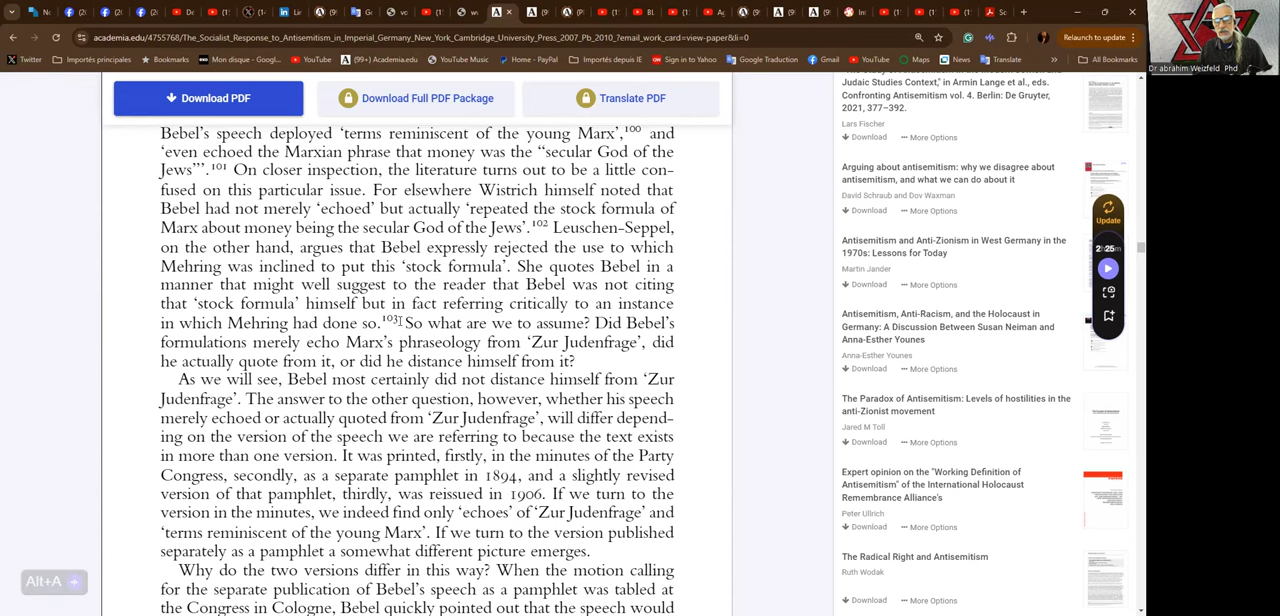 academia.edu/4755768/The_Socialist_Response_to_Antisemitism_in_Imperial_Germany_New_York_Cambridge_University_Press_2007_Pb_2010_?email_work_card=view-paper&li=0
Relaunch to update
Twitter
Importés principales
Bookmarks
Mon disque - Googl...
YouTube
(99+) Academia.edu
YouTube Music
Home - PayPal
Importés depuis IE
Sign in to Yahoo
Google Traduction
Gmail
YouTube
Maps
News
Translate
All Bookmarks
Dr abrahim Weizfeld Phd
Download PDF
Download Full PDF Package
Translate PDF
Bebel's speech deployed 'terms reminiscent of the young Marx',100 and
'even echoed the Marxian phrase that money was the "secular God of the
Jews"'.101 On closer inspection, the literature turns out to be a little con-
fused on this particular issue. For elsewhere Wistrich himself noted that
Bebel had not merely 'echoed' but actually 'repeated the stock formula of
Marx about money being the secular God of the Jews'.102 Leuschen-Seppel,
on the other hand, argues that Bebel expressly rejected the use to which
Mehring was inclined to put this 'stock formula'. She quotes Bebel in a
manner that might well suggest to the reader that Bebel was not citing
that 'stock formula' himself but in fact referring critically to an instance
in which Mehring had done so.103 So what are we to assume? Did Bebel's
formulations merely echo Marx's phraseology from 'Zur Judenfrage', did
he actually quote from it, or did he distance himself from it?
As we will see, Bebel most certainly did not distance himself from 'Zur
Judenfrage'. The answer to the other question, however, whether his speech
merely echoed or actually quoted from 'Zur Judenfrage', will differ depend-
ing on the version of the speech we are referring to because the text exists
in more than one version. It was printed, firstly, in the minutes of the Party
Congress, secondly, as a separate pamphlet in 1894, and a slightly revised
version of that pamphlet, thirdly, was reissued in 1906. If we turn to the
version in the minutes, we indeed find only 'echoes' of 'Zur Judenfrage' and
'terms reminiscent of the young Marx'. If we turn to the version published
separately as a pamphlet a somewhat different picture emerges.
Why do the two versions differ in this way? When the motion calling
for the separate publication of Bebel's speech as a pamphlet was tabled at
the Congress in Cologne, Bebel quickly pointed out that the speech would
Judaic Studies Context," in Armin Lange et al., eds.
Confronting Antisemitism vol. 4. Berlin: De Gruyter,
2021, 377–392.
Lars Fischer
Download ••• More Options
Arguing about antisemitism: why we disagree about
antisemitism, and what we can do about it
David Schraub and Dov Waxman
Download ••• More Options
Antisemitism and Anti-Zionism in West Germany in the
1970s: Lessons for Today
Martin Jander
Download ••• More Options
Antisemitism, Anti-Racism, and the Holocaust in
Germany: A Discussion Between Susan Neiman and
Anna-Esther Younes
Anna-Esther Younes
Download ••• More Options
The Paradox of Antisemitism: Levels of hostilities in the
anti-Zionist movement
Jared M Toll
Download ••• More Options
Expert opinion on the "Working Definition of
Antisemitism" of the International Holocaust
Remembrance Alliance's
Peter Ullrich
Download ••• More Options
The Radical Right and Antisemitism
Ruth Wodak
Download ••• More Options
Update
Alt+A